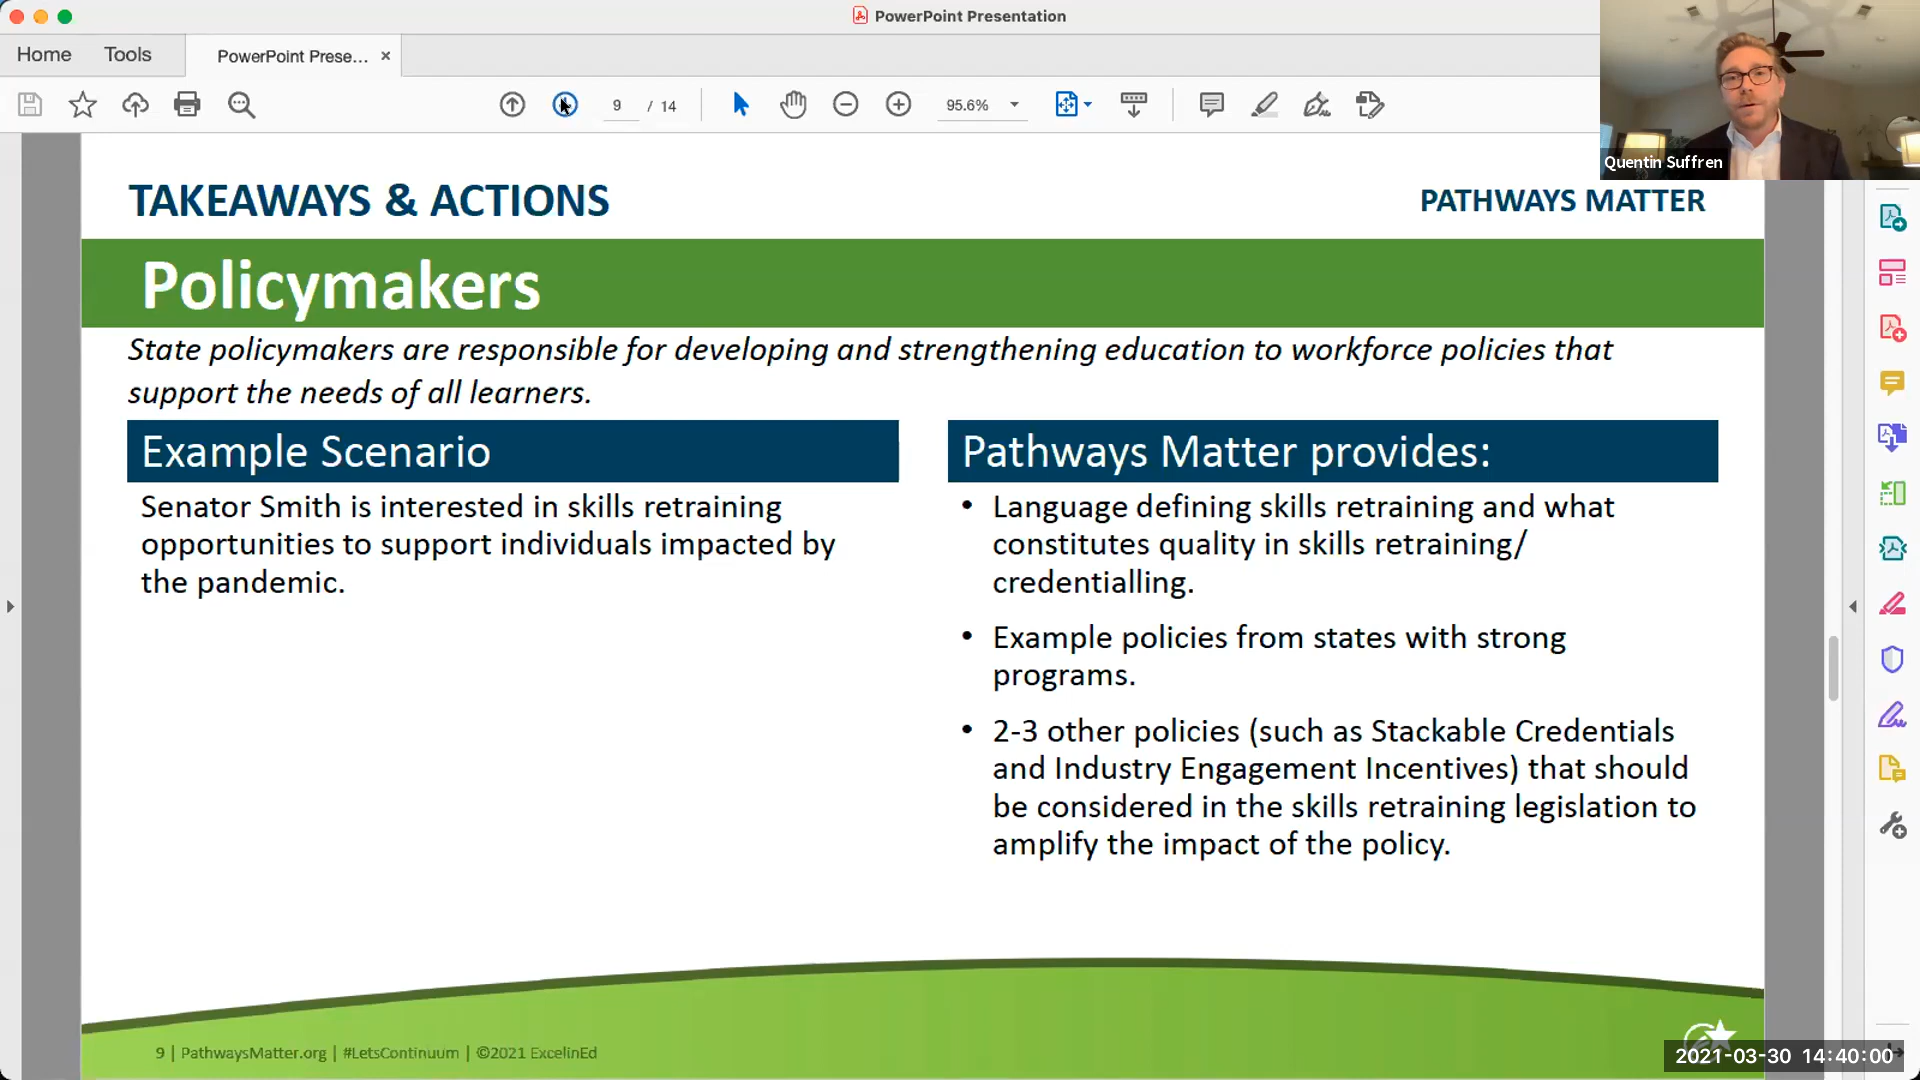 PowerPoint Presentation
Home
Tools
PowerPoint Prese... ×
9 / 14
95.6%
Quentin Suffren
TAKEAWAYS & ACTIONS
PATHWAYS MATTER
Policymakers
State policymakers are responsible for developing and strengthening education to workforce policies that
support the needs of all learners.
Example Scenario
Senator Smith is interested in skills retraining
opportunities to support individuals impacted by
the pandemic.
Pathways Matter provides:
• Language defining skills retraining and what
constitutes quality in skills retraining/
credentialling.
• Example policies from states with strong
programs.
• 2-3 other policies (such as Stackable Credentials
and Industry Engagement Incentives) that should
be considered in the skills retraining legislation to
amplify the impact of the policy.
9 | PathwaysMatter.org | #LetsContinuum | ©2021 ExcelinEd
2021-03-30 14:40:00